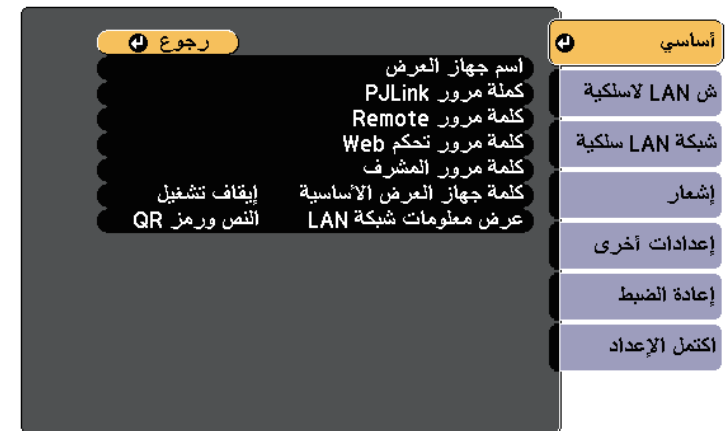 أساسي
ش LAN لاسلكية
شبكة LAN سلكية
إشعار
إعدادات أخرى
إعادة الضبط
اكتمل الإعداد
رجوع
اسم جهاز العرض
كملة مرور PJLink
كلمة مرور Remote
كلمة مرور تحكم Web
كلمة مرور المشرف
كلمة جهاز العرض الأساسية إيقاف تشغيل
عرض معلومات شبكة LAN النص ورمز QR